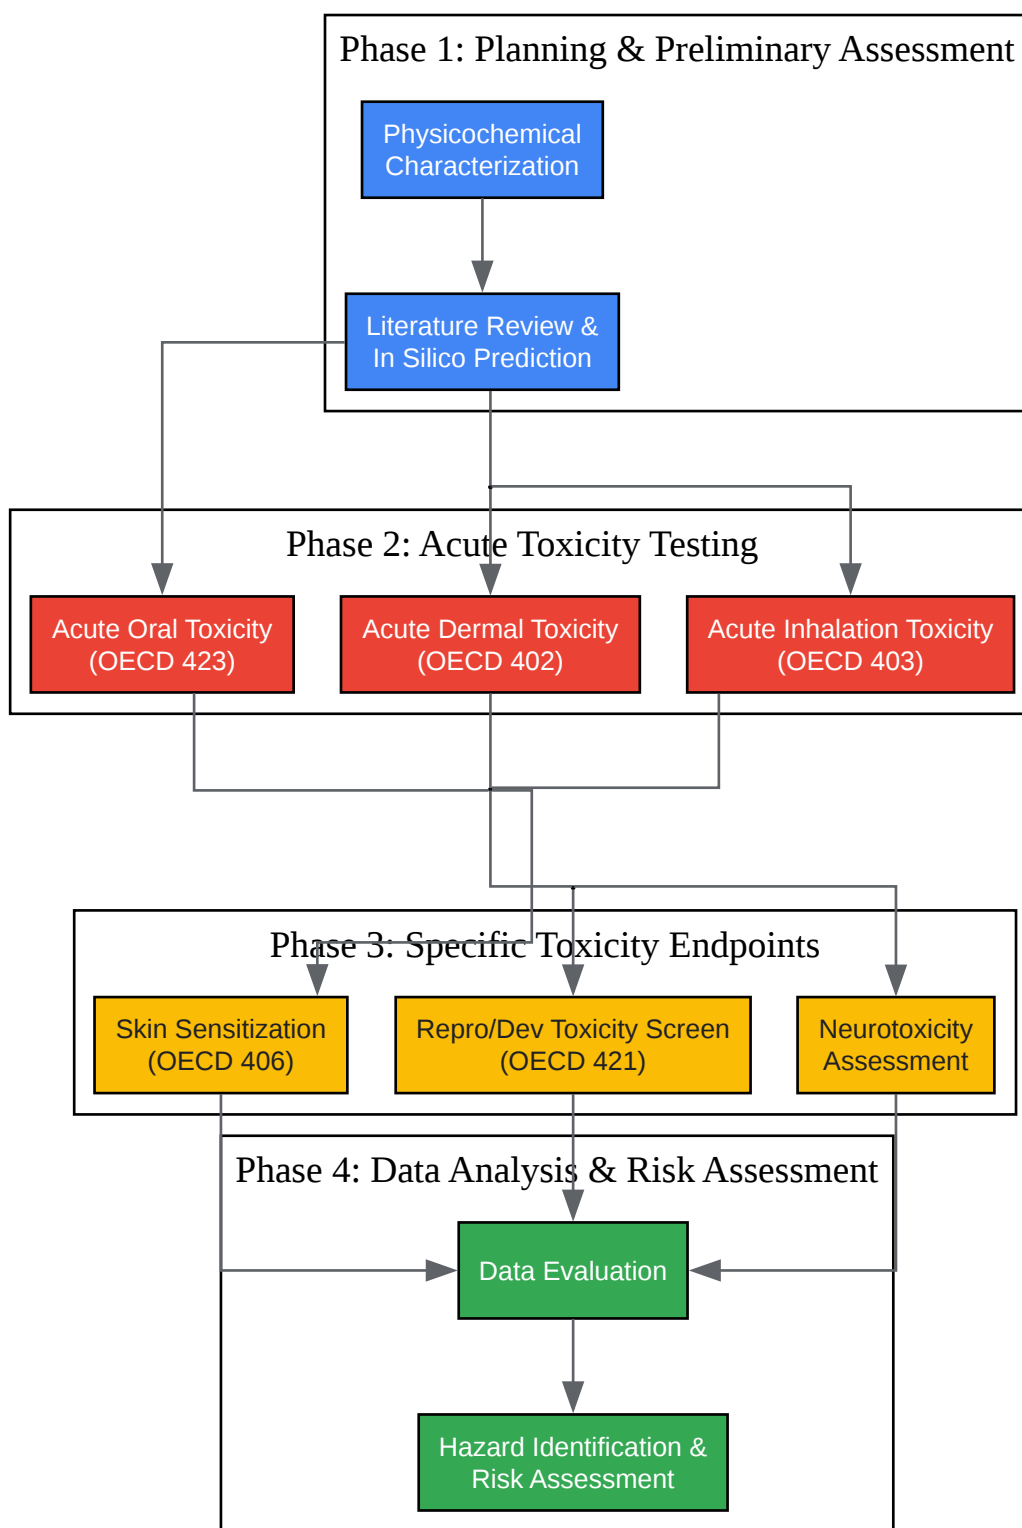 Phase 1: Planning & Preliminary Assessment
Physicochemical
Characterization
Literature Review &
In Silico Prediction
Phase 2: Acute Toxicity Testing
Acute Oral Toxicity
(OECD 423)
Acute Dermal Toxicity
(OECD 402)
Acute Inhalation Toxicity
(OECD 403)
Phase 3: Specific Toxicity Endpoints
Skin Sensitization
(OECD 406)
Repro/Dev Toxicity Screen
(OECD 421)
Neurotoxicity
Assessment
Phase 4: Data Analysis & Risk Assessment
Data Evaluation
Hazard Identification &
Risk Assessment